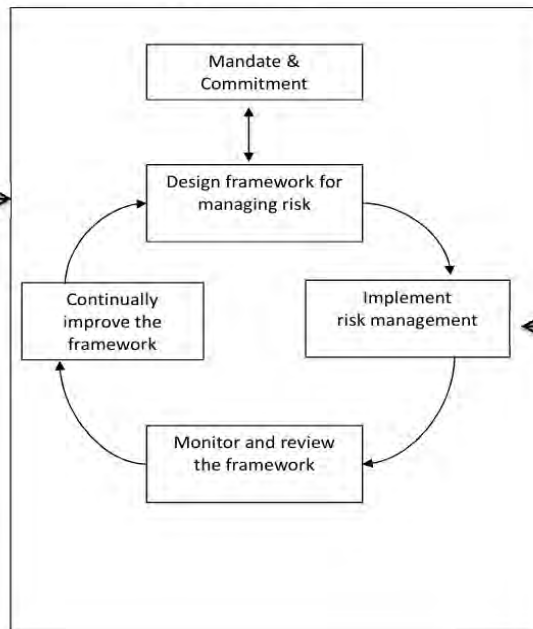 Mandate &
Commitment
Design framework for
managing risk
Continually
improve the
framework
Implement
risk management
Monitor and review
the framework